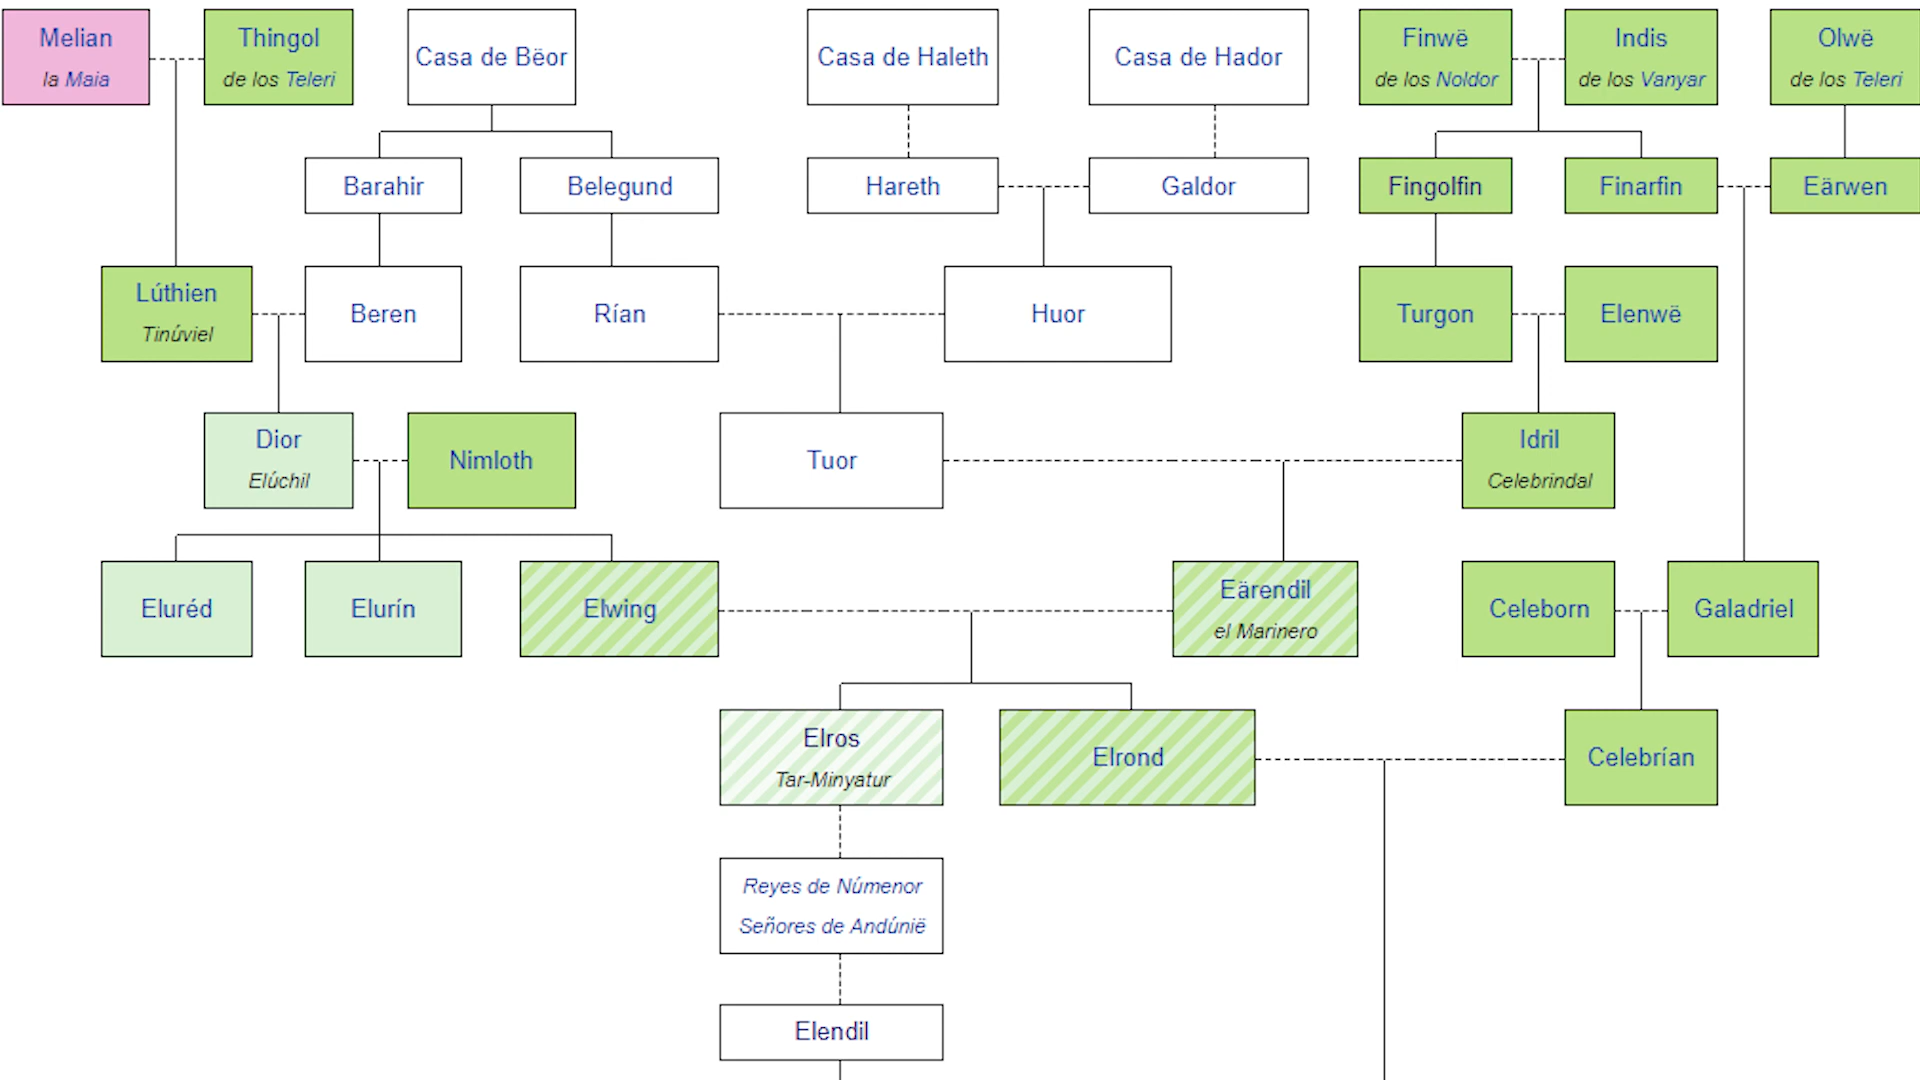 Melian
la Maia
Thingol
de los Teleri
Casa de Bëor
Casa de Haleth
Casa de Hador
Finwë
de los Noldor
Indis
de los Vanyar
Olwë
de los Teleri
Barahir
Belegund
Hareth
Galdor
Fingolfin
Finarfin
Eärwen
Lúthien
Tinúviel
Beren
Rían
Huor
Turgon
Elenwë
Dior
Elúchil
Nimloth
Tuor
Idril
Celebrindal
Eluréd
Elurín
Elwing
Eärendil
el Marinero
Celeborn
Galadriel
Elros
Tar-Minyatur
Elrond
Celebrían
Reyes de Númenor
Señores de Andúnië
Elendil